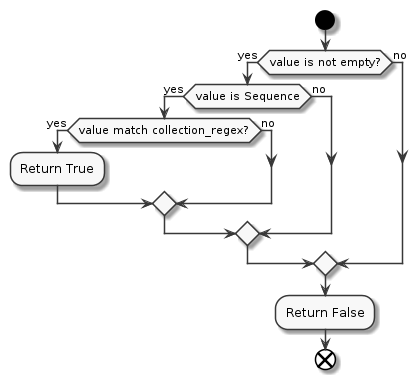 value is not empty?
yes
no
value is Sequence
yes
no
value match collection_regex?
yes
no
Return True
Return False